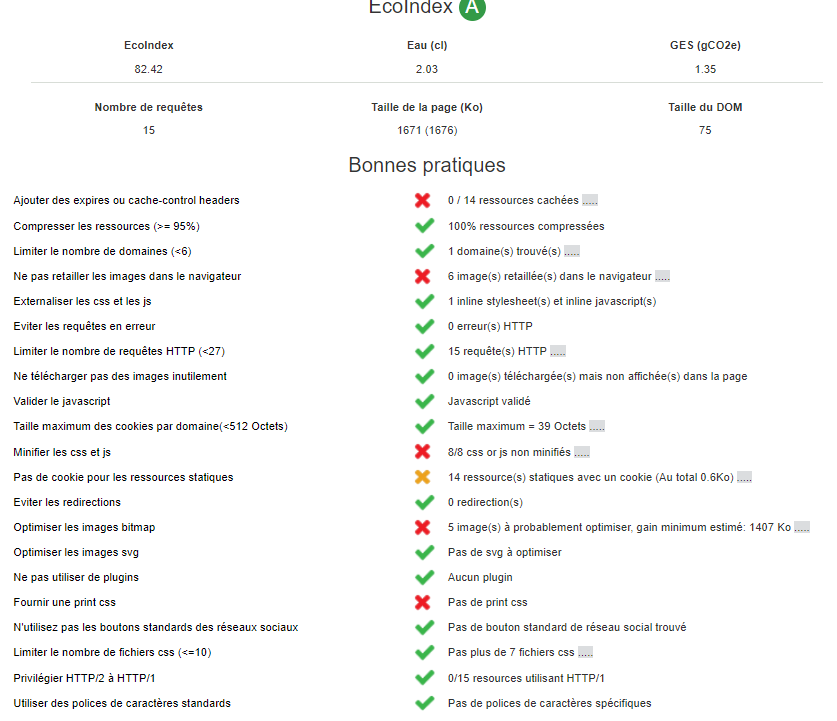 EcoIndex A
EcoIndex Eau (cl) GES (gCO2e)
82.42 2.03 1.35
Nombre de requêtes Taille de la page (Ko) Taille du DOM
15 1671 (1676) 75
Bonnes pratiques
Ajouter des expires ou cache-control headers 0 / 14 ressources cachées .....
Compresser les ressources (>= 95%) 100% ressources compressées
Limiter le nombre de domaines (<6) 1 domaine(s) trouvé(s) .....
Ne pas retailler les images dans le navigateur 6 image(s) retaillée(s) dans le navigateur .....
Externaliser les css et les js 1 inline stylesheet(s) et inline javascript(s)
Eviter les requêtes en erreur 0 erreur(s) HTTP
Limiter le nombre de requêtes HTTP (<27) 15 requête(s) HTTP .....
Ne télécharger pas des images inutilement 0 image(s) téléchargée(s) mais non affichée(s) dans la page
Valider le javascript Javascript validé
Taille maximum des cookies par domaine(<512 Octets) Taille maximum = 39 Octets .....
Minifier les css et js 8/8 css or js non minifiés .....
Pas de cookie pour les ressources statiques 14 ressource(s) statiques avec un cookie (Au total 0.6Ko) .....
Eviter les redirections 0 redirection(s)
Optimiser les images bitmap 5 image(s) à probablement optimiser, gain minimum estimé: 1407 Ko .....
Optimiser les images svg Pas de svg à optimiser
Ne pas utiliser de plugins Aucun plugin
Fournir une print css Pas de print css
N'utilisez pas les boutons standards des réseaux sociaux Pas de bouton standard de réseau social trouvé
Limiter le nombre de fichiers css (<=10) Pas plus de 7 fichiers css .....
Privilégier HTTP/2 à HTTP/1 0/15 ressources utilisant HTTP/1
Utiliser des polices de caractères standards Pas de polices de caractères spécifiques